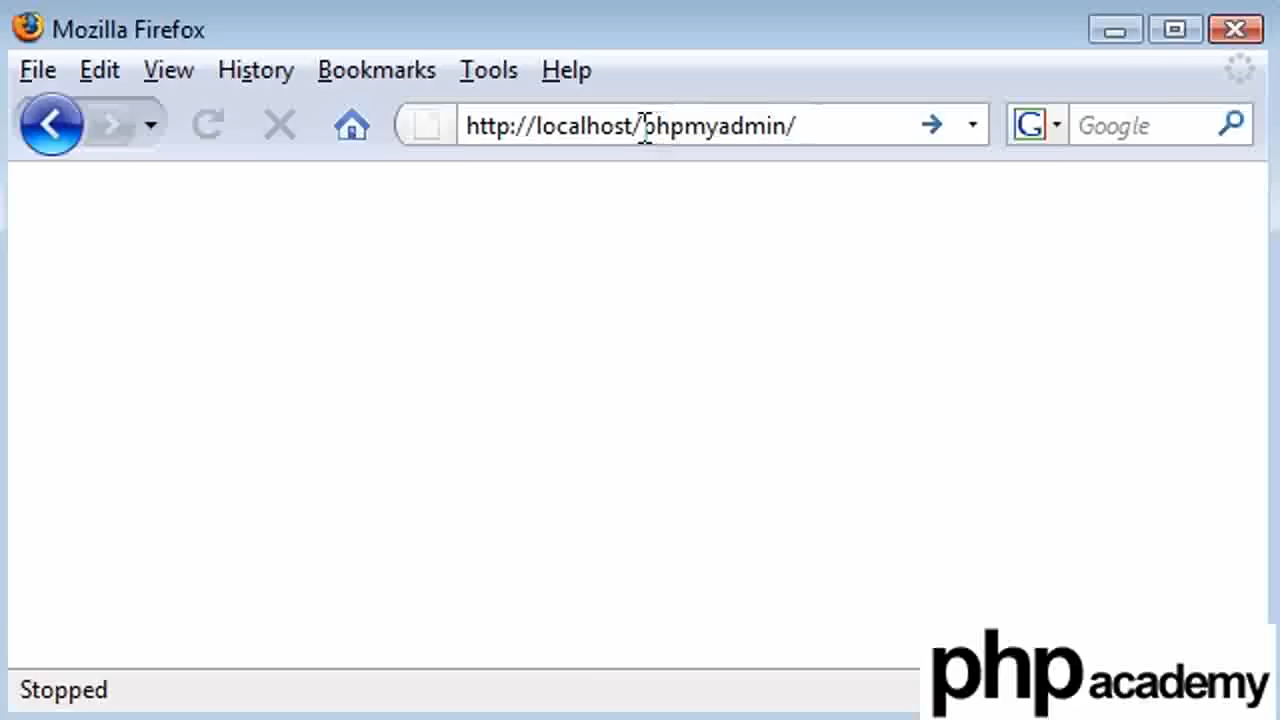 Mozilla Firefox
File Edit View History Bookmarks Tools Help
http://localhost/phpmyadmin/ G Google
Stopped
php academy